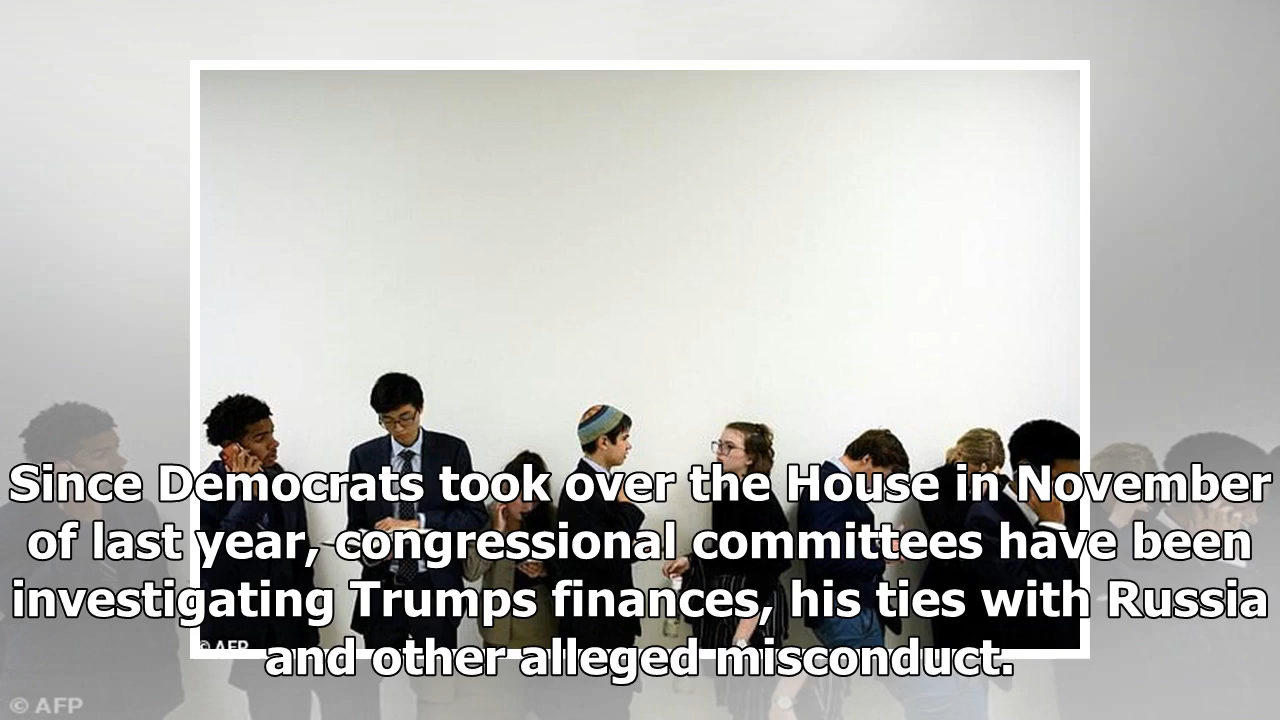 Since Democrats took over the House in November
of last year, congressional committees have been
investigating Trumps finances, his ties with Russia
and other alleged misconduct.
© AFP
© AFP